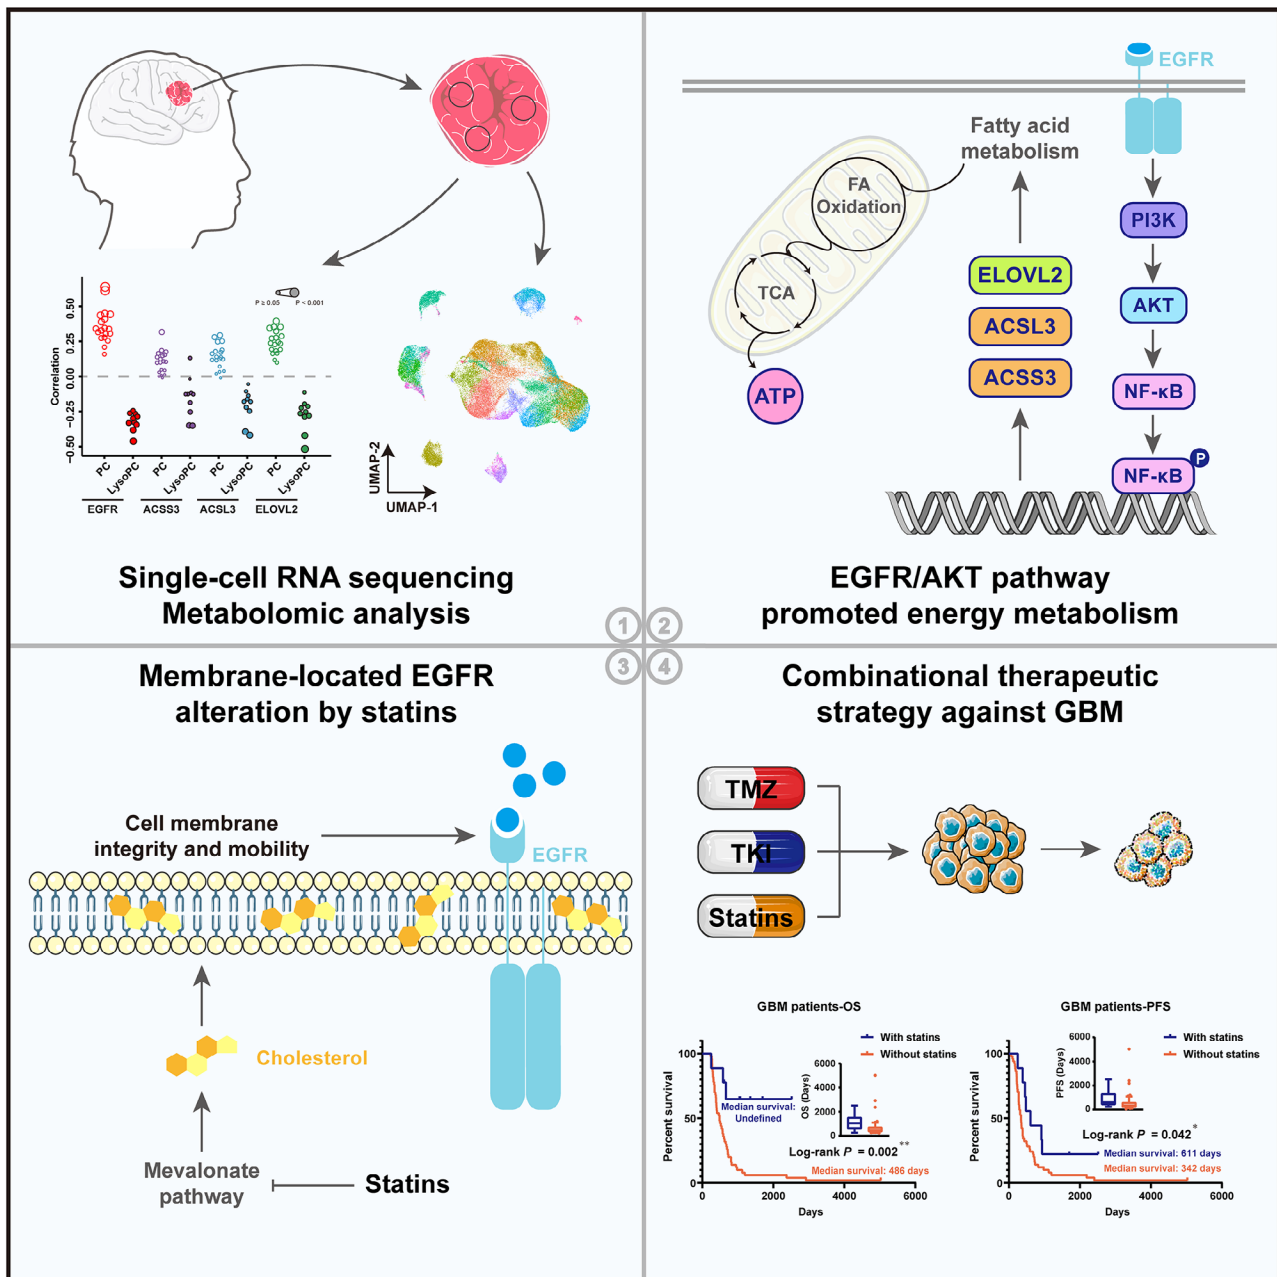 P ≥ 0.05
P < 0.001
Correlation
0.50
0.25
0.00
−0.25
−0.50
PC
LysoPC
PC
LysoPC
PC
LysoPC
PC
LysoPC
EGFR
ACSS3
ACSL3
ELOVL2
UMAP-2
UMAP-1
Single-cell RNA sequencing
Metabolomic analysis
1
EGFR
Fatty acid
metabolism
FA
Oxidation
TCA
ATP
ELOVL2
ACSL3
ACSS3
PI3K
AKT
NF-κB
NF-κB
P
EGFR/AKT pathway
promoted energy metabolism
2
3
Membrane-located EGFR
alteration by statins
Cell membrane
integrity and mobility
EGFR
Cholesterol
Mevalonate
pathway
Statins
4
Combinational therapeutic
strategy against GBM
TMZ
TKI
Statins
GBM patients-OS
With statins
Without statins
Percent survival
100
50
0
0
2000
4000
6000
Days
OS (Days)
6000
4000
2000
0
Median survival:
Undefined
Log-rank P = 0.002 **
Median survival: 486 days
GBM patients-PFS
With statins
Without statins
Percent survival
100
50
0
0
2000
4000
6000
Days
PFS (Days)
6000
4000
2000
0
Log-rank P = 0.042*
Median survival: 611 days
Median survival: 342 days